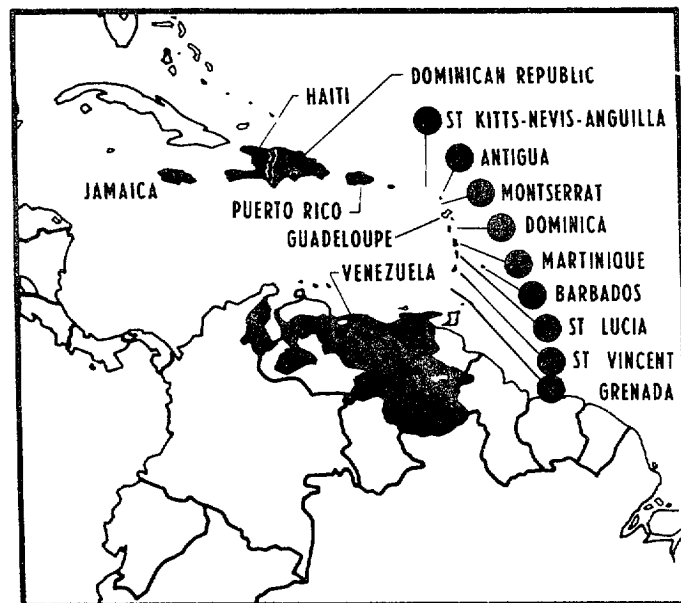 DOMINICAN REPUBLIC
HAITI
ST KITTS-NEVIS-ANGUILLA
ANTIGUA
JAMAICA
MONTSERRAT
PUERTO RICO
DOMINICA
GUADELOUPE
MARTINIQUE
VENEZUELA
BARBADOS
ST LUCIA
ST VINCENT
GRENADA